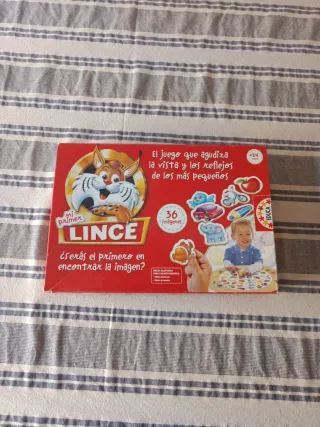 El juego que agudiza
la vista y los reflejos
de los más pequeños
+24
mi
primer
LINCE
36
imágenes
EDUCA
¿Serás el primero en
encontrar la imagen?